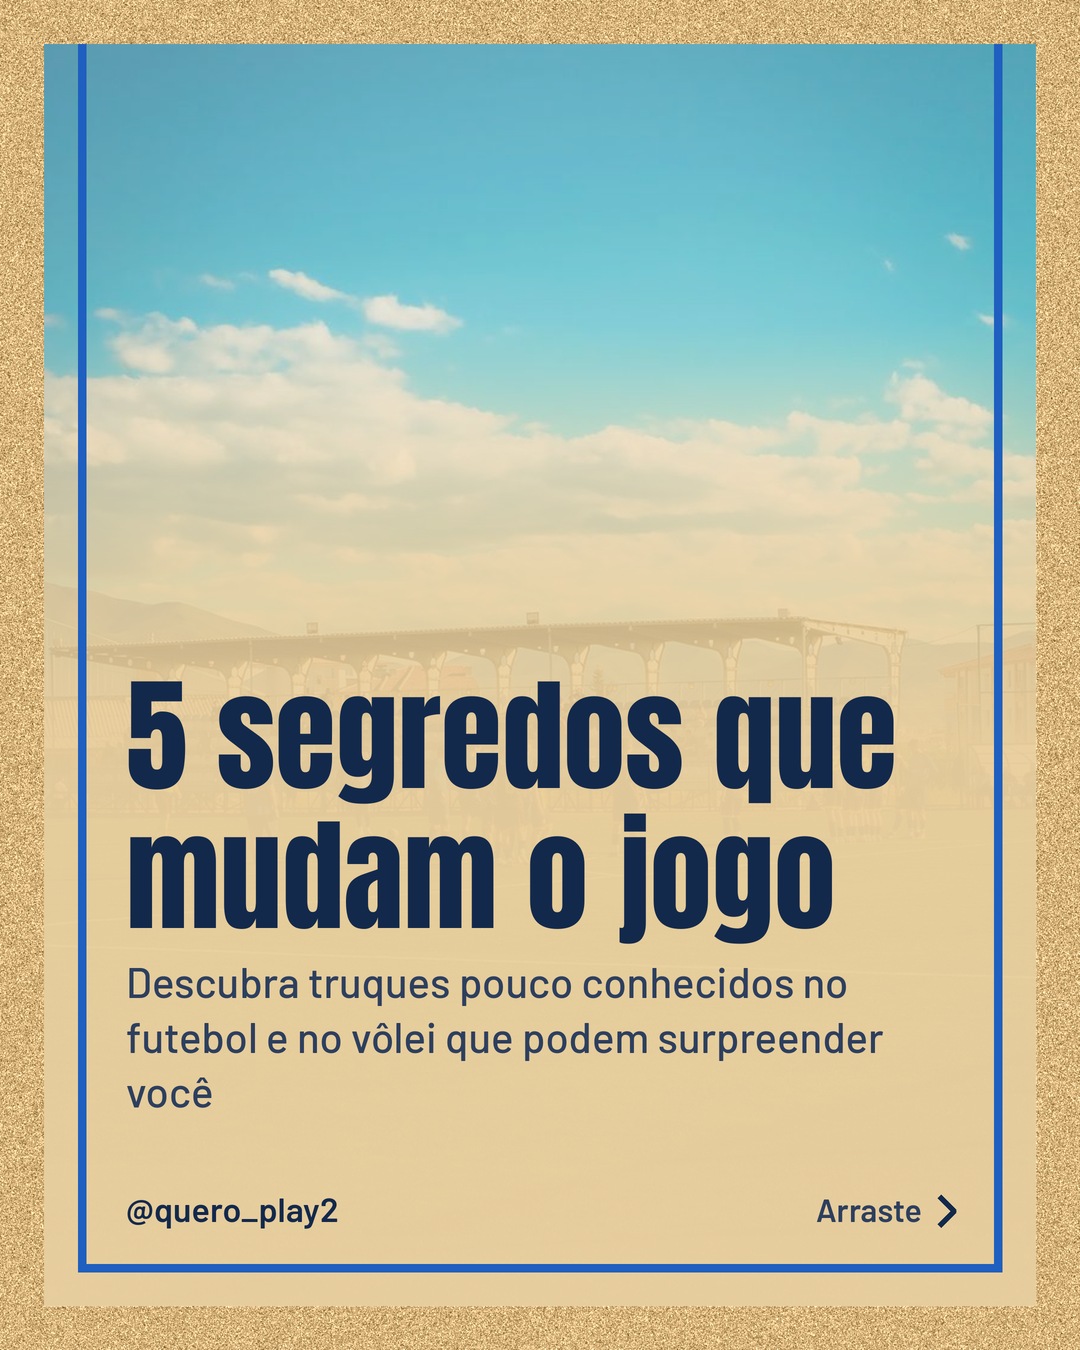 5 segredos que
mudam o jogo
Descubra truques pouco conhecidos no
futebol e no vôlei que podem surpreender
você
@quero_play2
Arraste